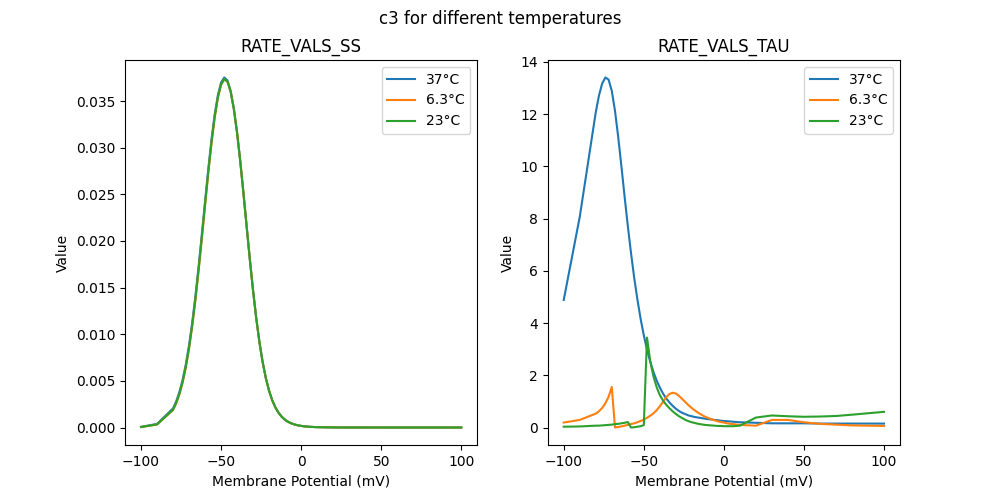 c3 for different temperatures
RATE_VALS_SS
RATE_VALS_TAU
37°C
6.3°C
23°C
37°C
6.3°C
23°C
0.035
0.030
0.025
0.020
0.015
0.010
0.005
0.000
Value
−100
−50
0
50
100
Membrane Potential (mV)
14
12
10
8
6
4
2
0
Value
−100
−50
0
50
100
Membrane Potential (mV)